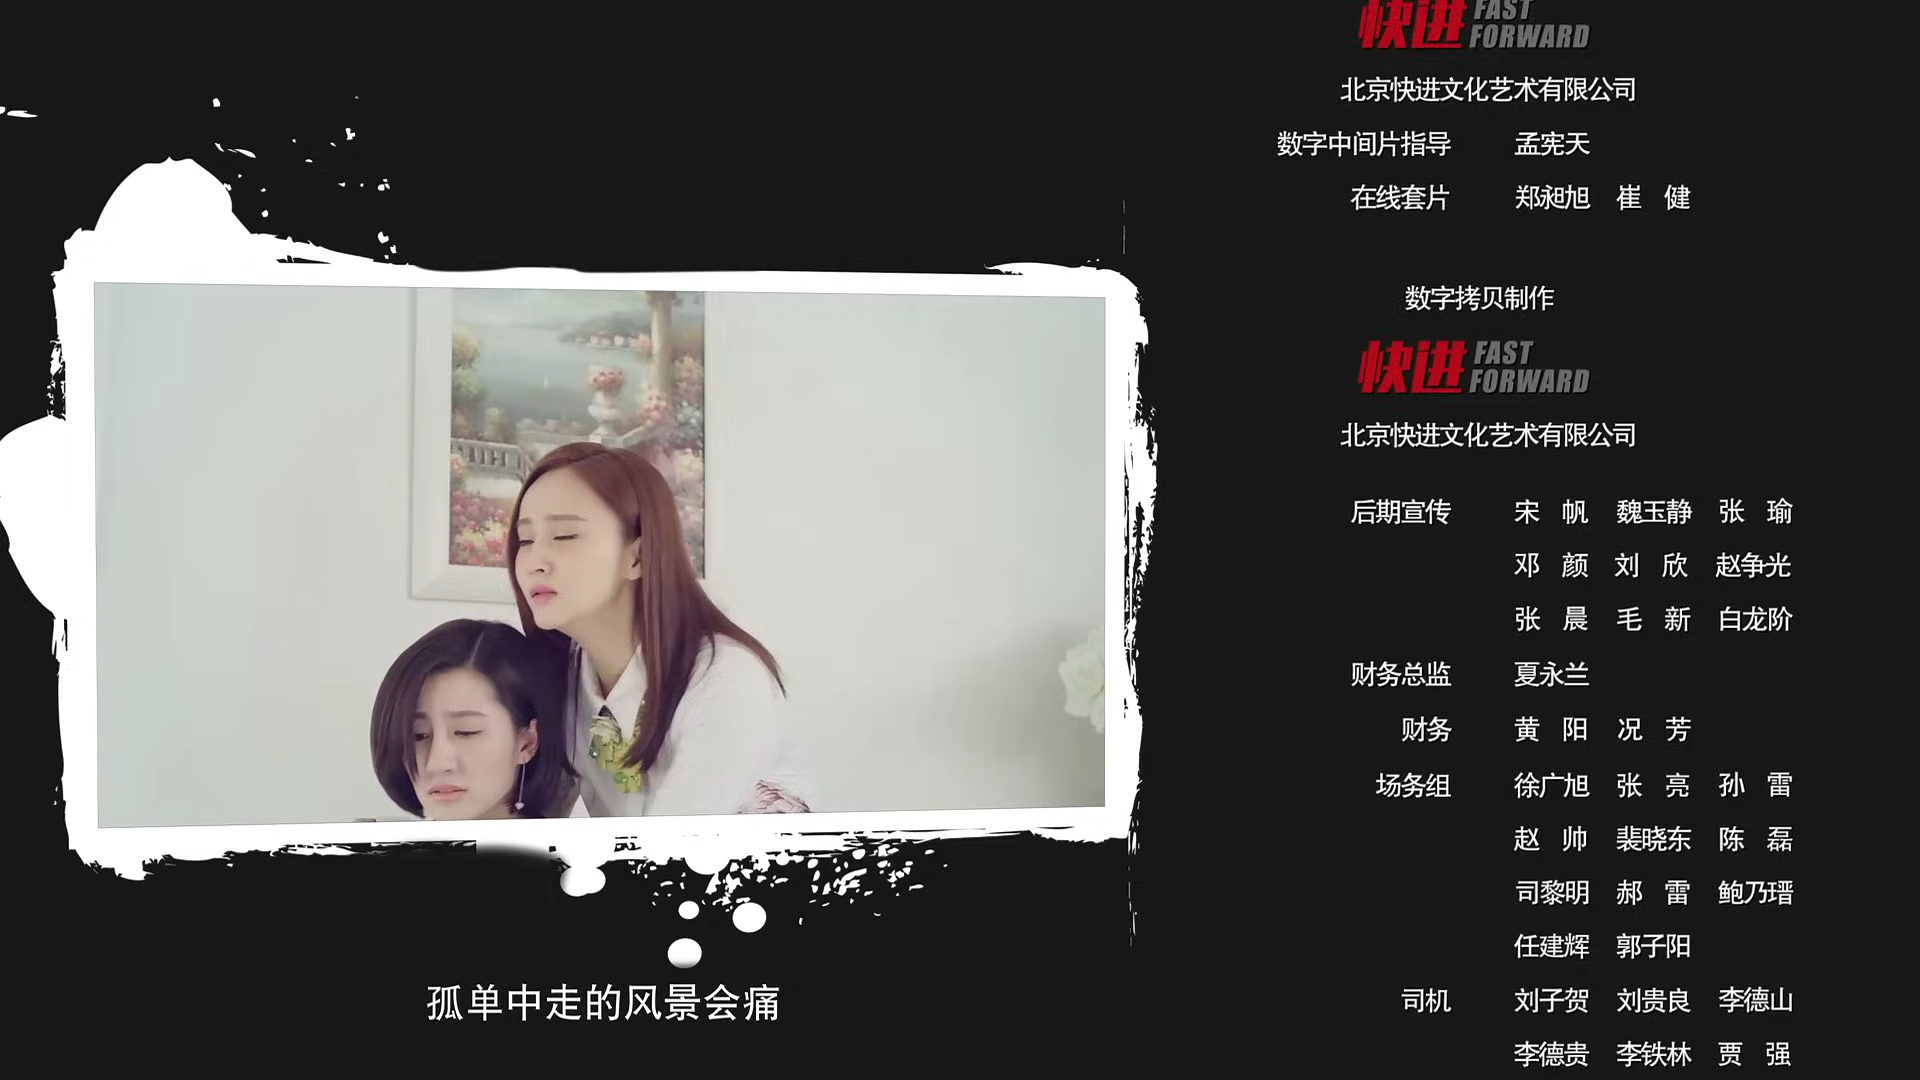 快进 FAST FORWARD
北京快进文化艺术有限公司
数字中间片指导 孟宪天
在线套片 郑昶旭 崔 健
数字拷贝制作
快进 FAST FORWARD
北京快进文化艺术有限公司
后期宣传 宋 帆 魏玉静 张 瑜
邓 颜 刘 欣 赵争光
张 晨 毛 新 白龙阶
财务总监 夏永兰
财务 黄 阳 况 芳
场务组 徐广旭 张 亮 孙 雷
赵 帅 裴晓东 陈 磊
司黎明 郝 雷 鲍乃瑨
任建辉 郭子阳
司机 刘子贺 刘贵良 李德山
李德贵 李铁林 贾 强
孤单中走的风景会痛